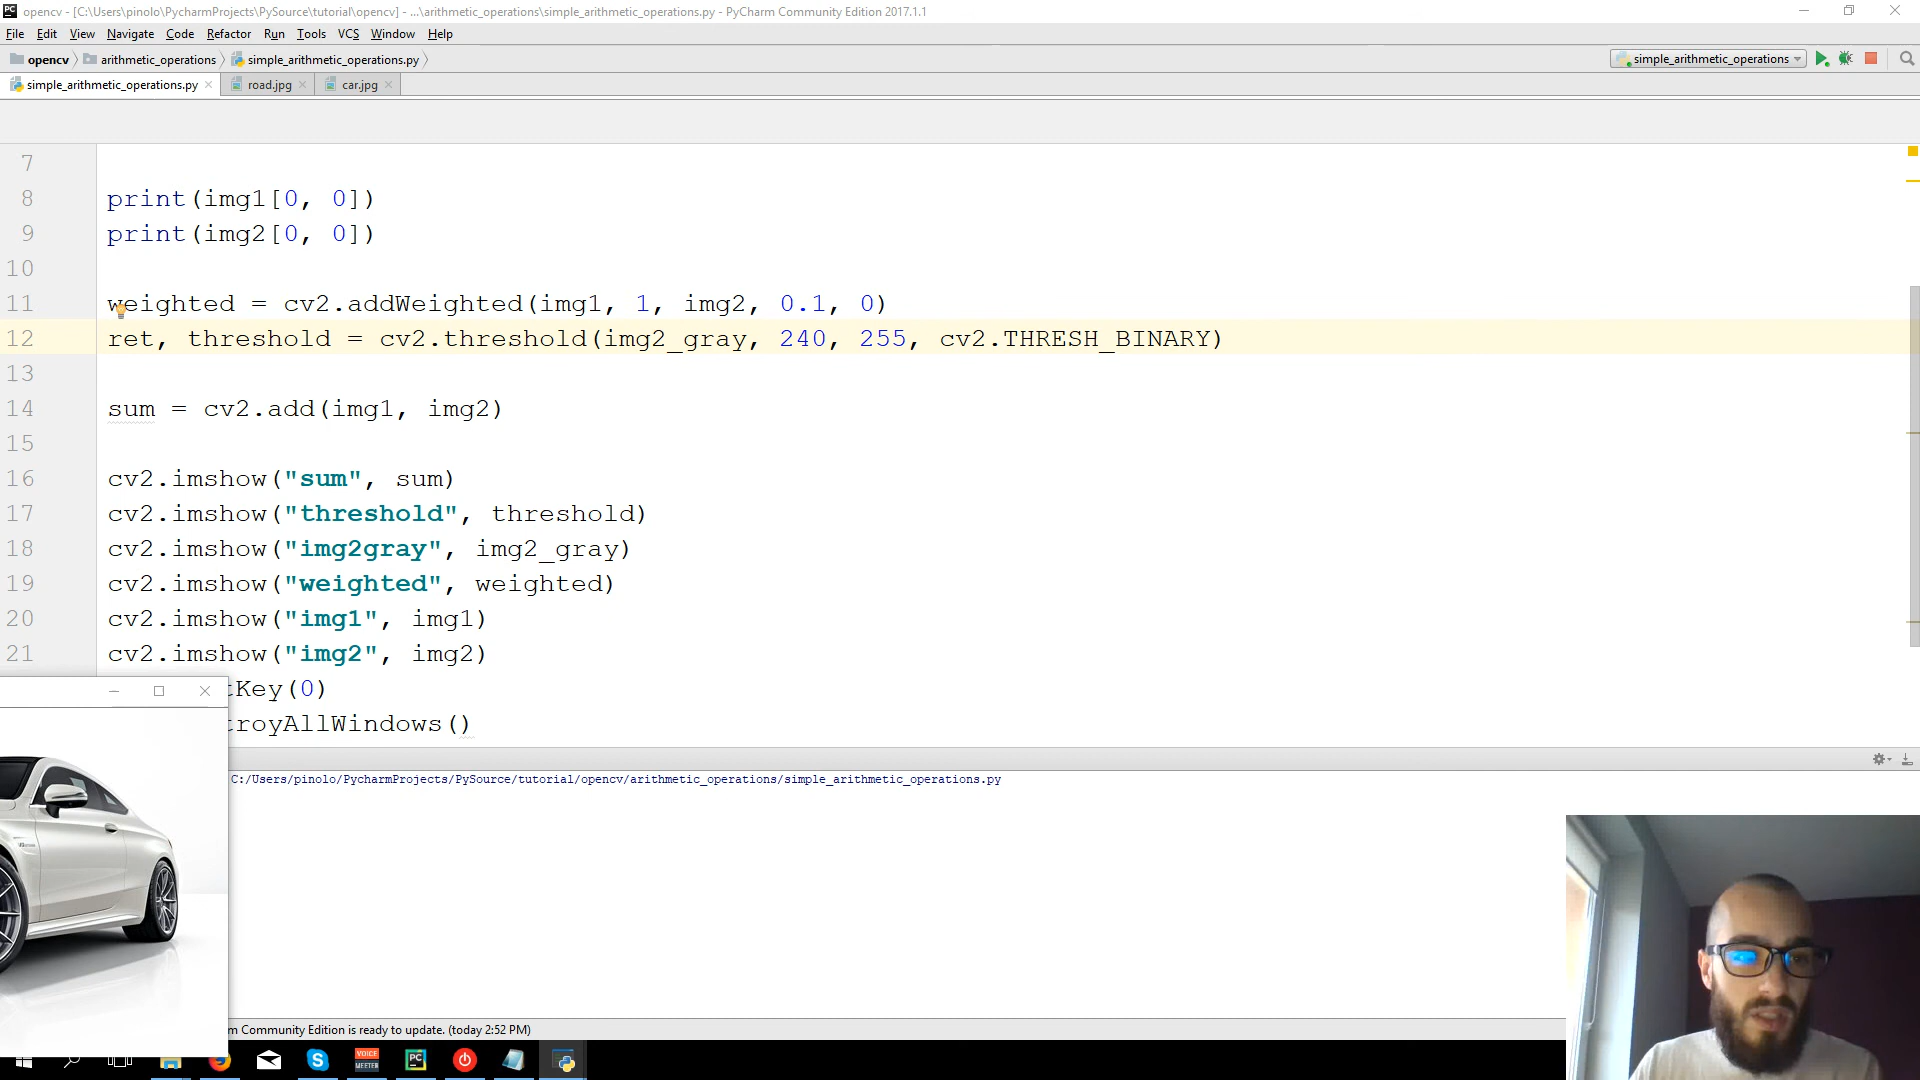 opencv - [C:\Users\pinolo\PycharmProjects\PySource\tutorial\opencv] - ...\arithmetic_operations\simple_arithmetic_operations.py - PyCharm Community Edition 2017.1.1
File Edit View Navigate Code Refactor Run Tools VCS Window Help
opencv arithmetic_operations simple_arithmetic_operations.py simple_arithmetic_operations
simple_arithmetic_operations.py road.jpg car.jpg
7
8 print(img1[0, 0])
9 print(img2[0, 0])
10
11 weighted = cv2.addWeighted(img1, 1, img2, 0.1, 0)
12 ret, threshold = cv2.threshold(img2_gray, 240, 255, cv2.THRESH_BINARY)
13
14 sum = cv2.add(img1, img2)
15
16 cv2.imshow("sum", sum)
17 cv2.imshow("threshold", threshold)
18 cv2.imshow("img2gray", img2_gray)
19 cv2.imshow("weighted", weighted)
20 cv2.imshow("img1", img1)
21 cv2.imshow("img2", img2)
tKey(0)
troyAllWindows()
C:/Users/pinolo/PycharmProjects/PySource/tutorial/opencv/arithmetic_operations/simple_arithmetic_operations.py
m Community Edition is ready to update. (today 2:52 PM)
VOICE
MEETER
PC